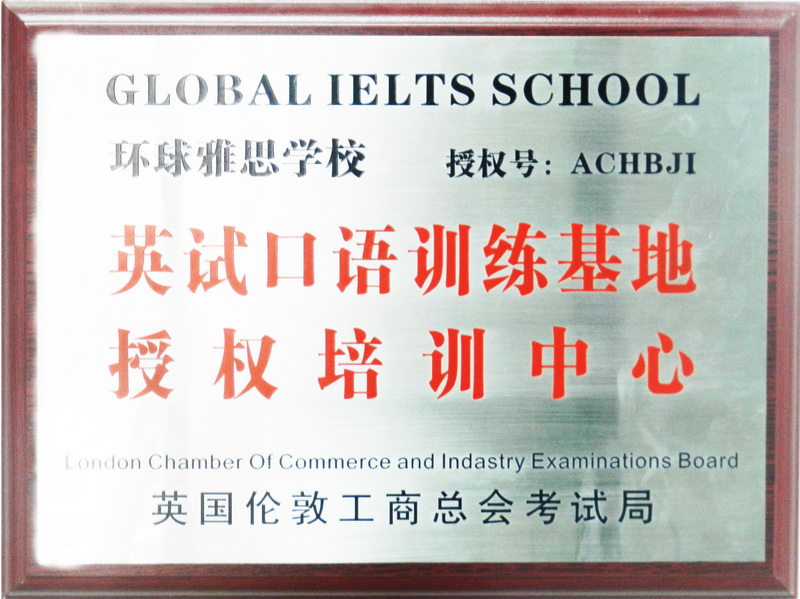 GLOBAL IELTS SCHOOL
环球雅思学校 授权号：ACHBJI
英试口语训练基地
授权培训中心
London Chamber Of Commerce and Indastry Examinations Board
英国伦敦工商总会考试局